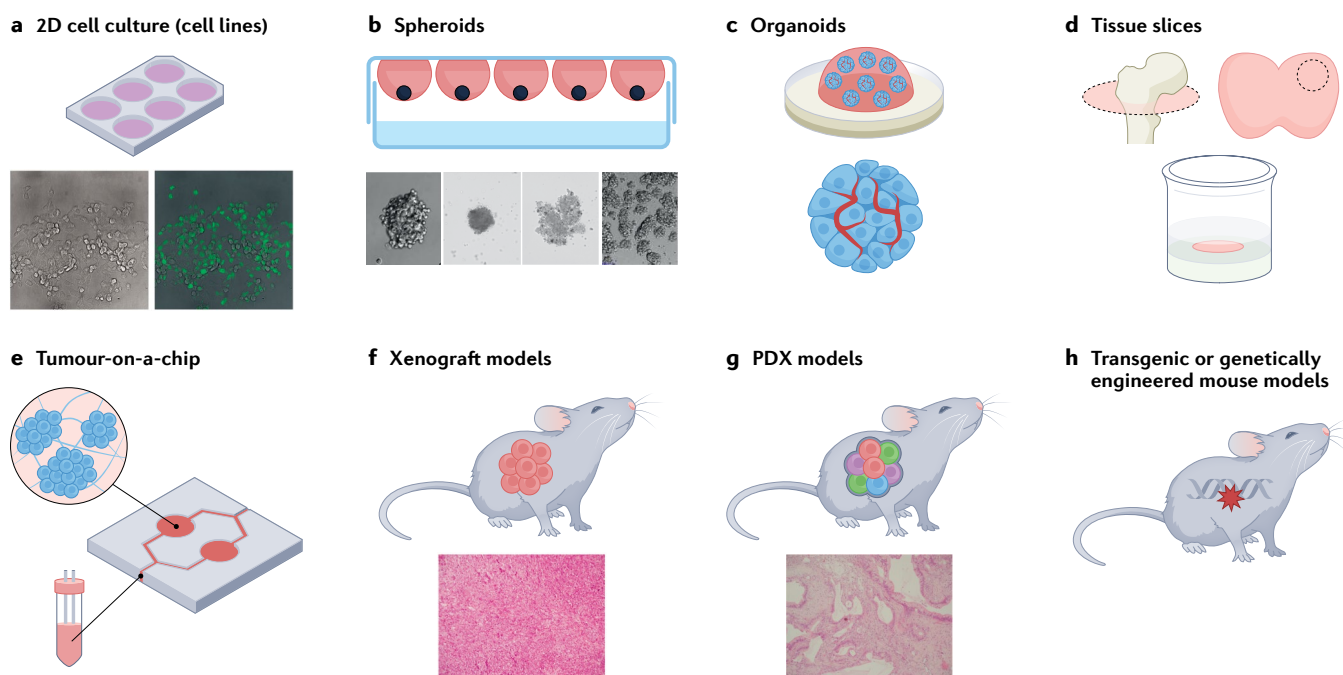 a 2D cell culture (cell lines)
b Spheroids
c Organoids
d Tissue slices
e Tumour-on-a-chip
f Xenograft models
g PDX models
h Transgenic or genetically
engineered mouse models